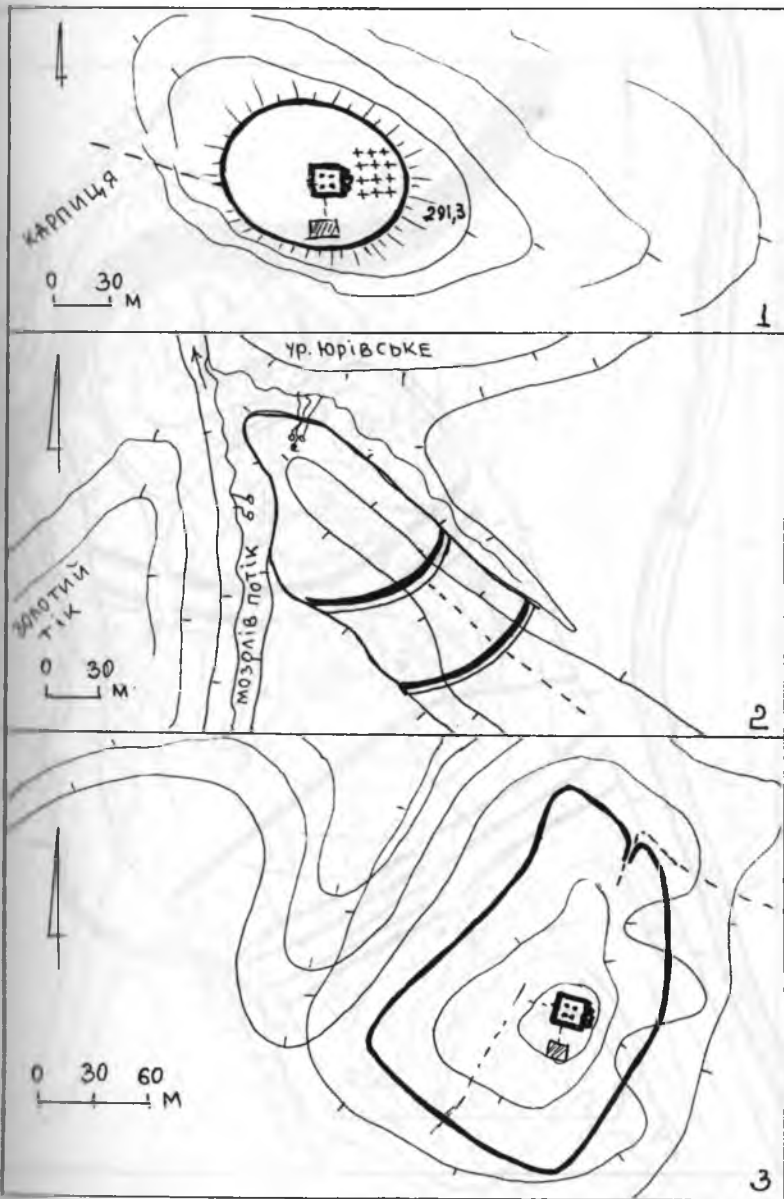 КАРПИЦЯ
291,3
0 30
М
1
УР. ЮРІВСЬКЕ
МОЗОЛІВ ПОТІК
ЗОЛОТИЙ
ТІК
0 30
М
2
0 30 60
М
3